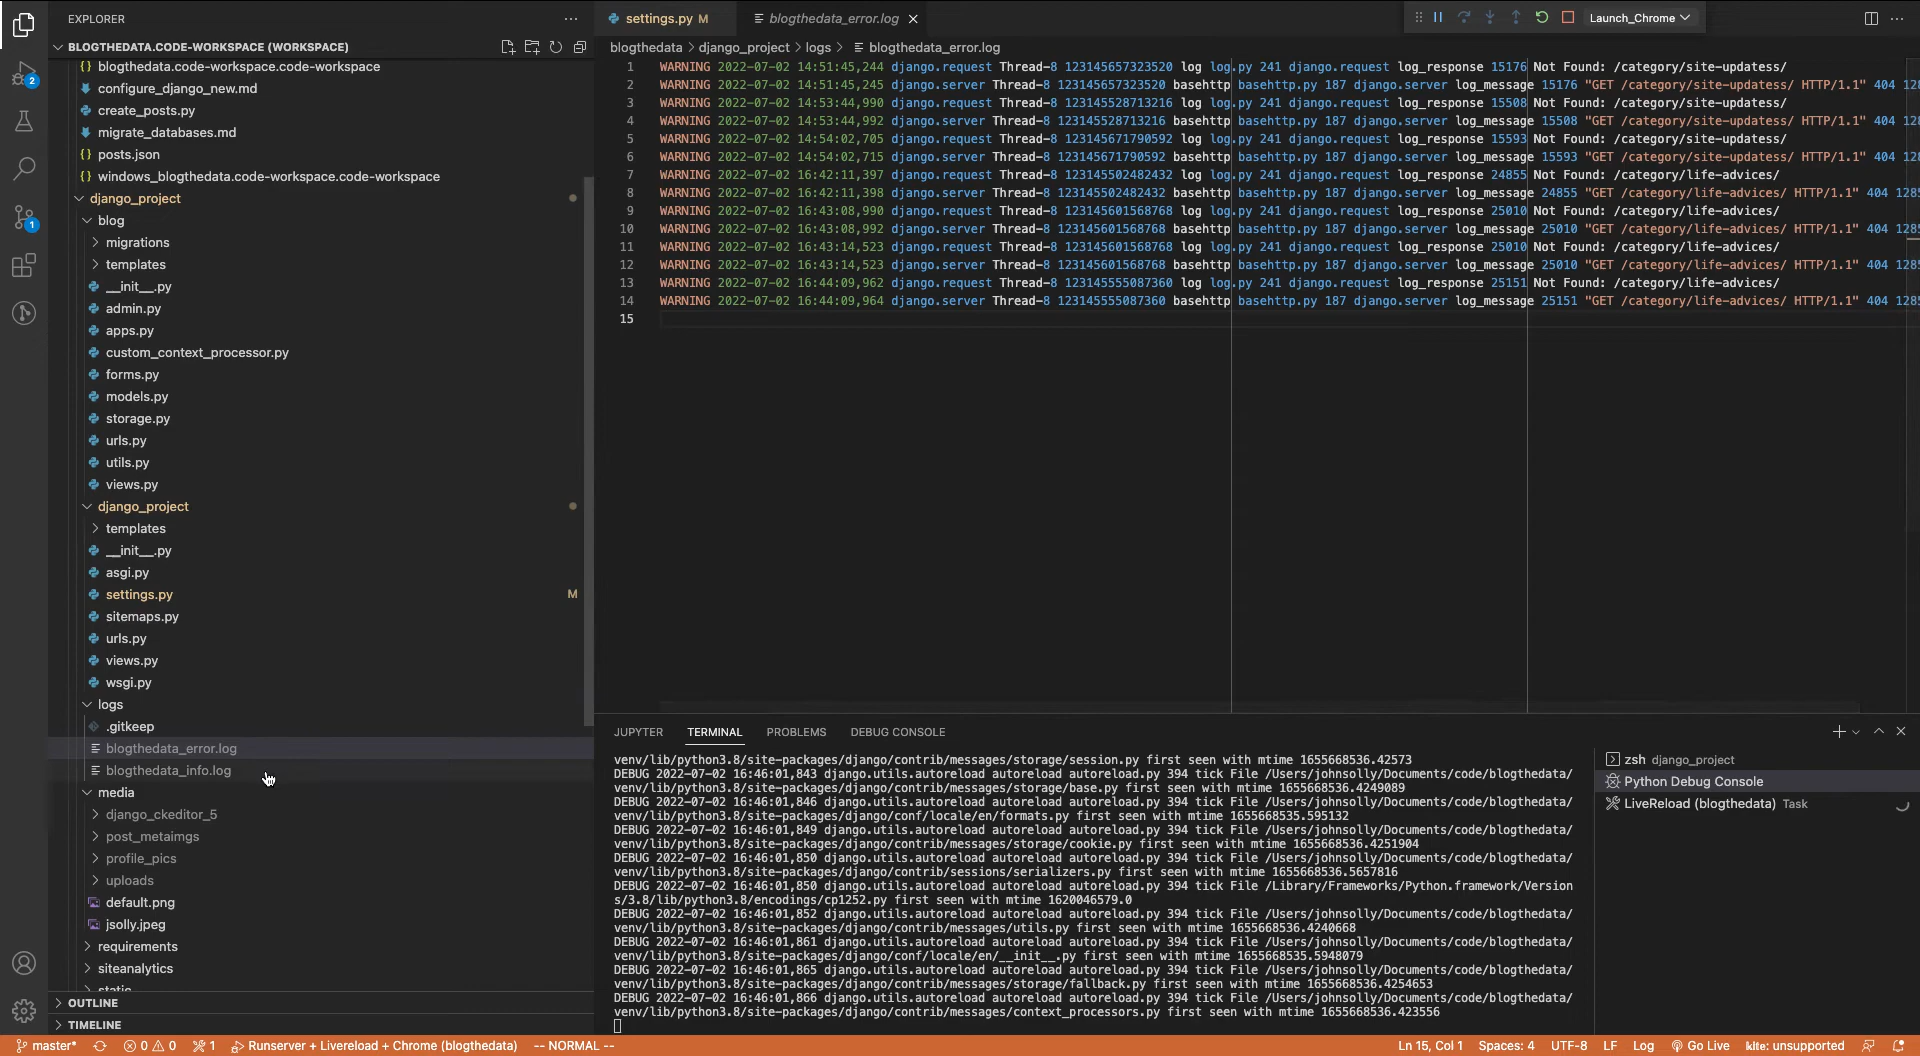 EXPLORER
BLOGTHEDATA.CODE-WORKSPACE (WORKSPACE)
blogthedata.code-workspace.code-workspace
configure_django_new.md
create_posts.py
migrate_databases.md
posts.json
windows_blogthedata.code-workspace.code-workspace
django_project
blog
migrations
templates
__init__.py
admin.py
apps.py
custom_context_processor.py
forms.py
models.py
storage.py
urls.py
utils.py
views.py
django_project
templates
__init__.py
asgi.py
settings.py M
sitemaps.py
urls.py
views.py
wsgi.py
logs
.gitkeep
blogthedata_error.log
blogthedata_info.log
media
django_ckeditor_5
post_metaimgs
profile_pics
uploads
default.png
jsolly.jpeg
requirements
siteanalytics
static
OUTLINE
TIMELINE
2
1
settings.py M
blogthedata_error.log
Launch_Chrome
blogthedata > django_project > logs > blogthedata_error.log
1 WARNING 2022-07-02 14:51:45,244 django.request Thread-8 123145657323520 log log.py 241 django.request log_response 15176 Not Found: /category/site-updatess/
2 WARNING 2022-07-02 14:51:45,245 django.server Thread-8 123145657323520 basehttp basehttp.py 187 django.server log_message 15176 "GET /category/site-updatess/ HTTP/1.1" 404 128
3 WARNING 2022-07-02 14:53:44,990 django.request Thread-8 123145528713216 log log.py 241 django.request log_response 15508 Not Found: /category/site-updatess/
4 WARNING 2022-07-02 14:53:44,992 django.server Thread-8 123145528713216 basehttp basehttp.py 187 django.server log_message 15508 "GET /category/site-updatess/ HTTP/1.1" 404 128
5 WARNING 2022-07-02 14:54:02,705 django.request Thread-8 123145671790592 log log.py 241 django.request log_response 15593 Not Found: /category/site-updatess/
6 WARNING 2022-07-02 14:54:02,715 django.server Thread-8 123145671790592 basehttp basehttp.py 187 django.server log_message 15593 "GET /category/site-updatess/ HTTP/1.1" 404 128
7 WARNING 2022-07-02 16:42:11,397 django.request Thread-8 123145502482432 log log.py 241 django.request log_response 24855 Not Found: /category/life-advices/
8 WARNING 2022-07-02 16:42:11,398 django.server Thread-8 123145502482432 basehttp basehttp.py 187 django.server log_message 24855 "GET /category/life-advices/ HTTP/1.1" 404 1285
9 WARNING 2022-07-02 16:43:08,990 django.request Thread-8 123145601568768 log log.py 241 django.request log_response 25010 Not Found: /category/life-advices/
10 WARNING 2022-07-02 16:43:08,992 django.server Thread-8 123145601568768 basehttp basehttp.py 187 django.server log_message 25010 "GET /category/life-advices/ HTTP/1.1" 404 1285
11 WARNING 2022-07-02 16:43:14,523 django.request Thread-8 123145601568768 log log.py 241 django.request log_response 25010 Not Found: /category/life-advices/
12 WARNING 2022-07-02 16:43:14,523 django.server Thread-8 123145601568768 basehttp basehttp.py 187 django.server log_message 25010 "GET /category/life-advices/ HTTP/1.1" 404 1285
13 WARNING 2022-07-02 16:44:09,962 django.request Thread-8 123145555087360 log log.py 241 django.request log_response 25151 Not Found: /category/life-advices/
14 WARNING 2022-07-02 16:44:09,964 django.server Thread-8 123145555087360 basehttp basehttp.py 187 django.server log_message 25151 "GET /category/life-advices/ HTTP/1.1" 404 1285
15
JUPYTER TERMINAL PROBLEMS DEBUG CONSOLE
venv/lib/python3.8/site-packages/django/contrib/messages/storage/session.py first seen with mtime 1655668536.42573
DEBUG 2022-07-02 16:46:01,843 django.utils.autoreload autoreload autoreload.py 394 tick File /Users/johnsolly/Documents/code/blogthedata/
venv/lib/python3.8/site-packages/django/contrib/messages/storage/base.py first seen with mtime 1655668536.4249089
DEBUG 2022-07-02 16:46:01,846 django.utils.autoreload autoreload autoreload.py 394 tick File /Users/johnsolly/Documents/code/blogthedata/
venv/lib/python3.8/site-packages/django/conf/locale/en/formats.py first seen with mtime 1655668535.595132
DEBUG 2022-07-02 16:46:01,849 django.utils.autoreload autoreload autoreload.py 394 tick File /Users/johnsolly/Documents/code/blogthedata/
venv/lib/python3.8/site-packages/django/contrib/messages/storage/cookie.py first seen with mtime 1655668536.4251904
DEBUG 2022-07-02 16:46:01,850 django.utils.autoreload autoreload autoreload.py 394 tick File /Users/johnsolly/Documents/code/blogthedata/
venv/lib/python3.8/site-packages/django/contrib/sessions/serializers.py first seen with mtime 1655668536.5657816
DEBUG 2022-07-02 16:46:01,850 django.utils.autoreload autoreload autoreload.py 394 tick File /Library/Frameworks/Python.framework/Version
s/3.8/lib/python3.8/encodings/cp1252.py first seen with mtime 1620046579.0
DEBUG 2022-07-02 16:46:01,852 django.utils.autoreload autoreload autoreload.py 394 tick File /Users/johnsolly/Documents/code/blogthedata/
venv/lib/python3.8/site-packages/django/contrib/messages/utils.py first seen with mtime 1655668536.4240668
DEBUG 2022-07-02 16:46:01,861 django.utils.autoreload autoreload autoreload.py 394 tick File /Users/johnsolly/Documents/code/blogthedata/
venv/lib/python3.8/site-packages/django/conf/locale/en/__init__.py first seen with mtime 1655668535.5948079
DEBUG 2022-07-02 16:46:01,865 django.utils.autoreload autoreload autoreload.py 394 tick File /Users/johnsolly/Documents/code/blogthedata/
venv/lib/python3.8/site-packages/django/contrib/messages/storage/fallback.py first seen with mtime 1655668536.4254653
DEBUG 2022-07-02 16:46:01,866 django.utils.autoreload autoreload autoreload.py 394 tick File /Users/johnsolly/Documents/code/blogthedata/
venv/lib/python3.8/site-packages/django/contrib/messages/context_processors.py first seen with mtime 1655668536.423556
zsh django_project
Python Debug Console
LiveReload (blogthedata) Task
master* 0 0 1 Runserver + Livereload + Chrome (blogthedata) -- NORMAL -- Ln 15, Col 1 Spaces: 4 UTF-8 LF Log Go Live kite: unsupported